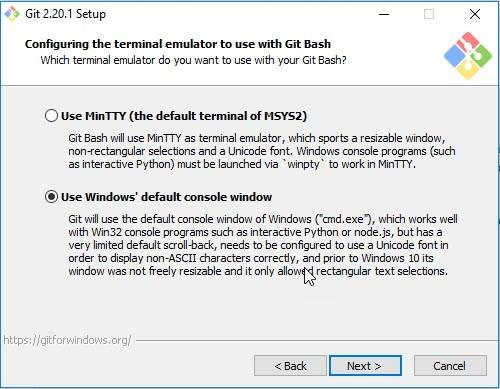 Git 2.20.1 Setup
Configuring the terminal emulator to use with Git Bash
Which terminal emulator do you want to use with your Git Bash?
Use MinTTY (the default terminal of MSYS2)
Git Bash will use MinTTY as terminal emulator, which sports a resizable window,
non-rectangular selections and a Unicode font. Windows console programs (such
as interactive Python) must be launched via `winpty` to work in MinTTY.
Use Windows' default console window
Git will use the default console window of Windows ("cmd.exe"), which works well
with Win32 console programs such as interactive Python or node.js, but has a
very limited default scroll-back, needs to be configured to use a Unicode font in
order to display non-ASCII characters correctly, and prior to Windows 10 its
window was not freely resizable and it only allowed rectangular text selections.
https://gitforwindows.org/
< Back
Next >
Cancel